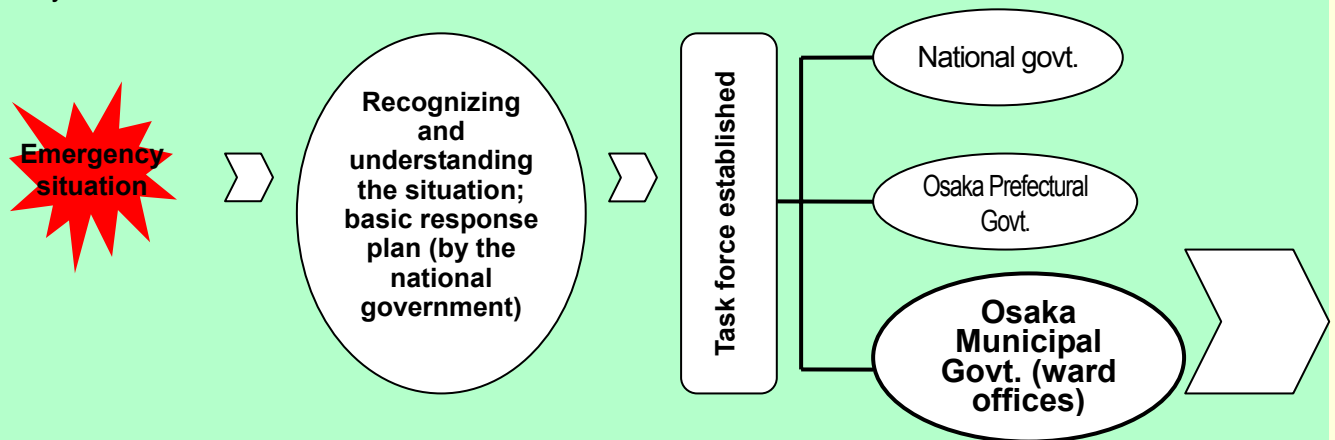 Emergency
situation
Recognizing
and
understanding
the situation;
basic response
plan (by the
national
government)
Task force established
National govt.
Osaka Prefectural
Govt.
Osaka
Municipal
Govt. (ward
offices)